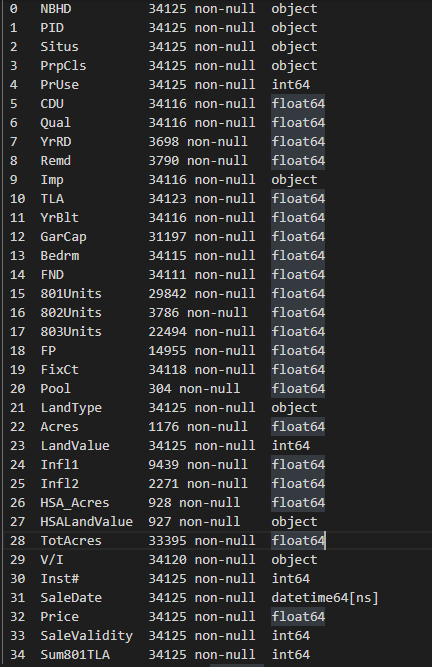 0 NBHD 34125 non-null object
1 PID 34125 non-null object
2 Situs 34125 non-null object
3 PrpCls 34125 non-null object
4 PrUse 34125 non-null int64
5 CDU 34116 non-null float64
6 Qual 34116 non-null float64
7 YrRD 3698 non-null float64
8 Remd 3790 non-null float64
9 Imp 34116 non-null object
10 TLA 34123 non-null float64
11 YrBlt 34116 non-null float64
12 GarCap 31197 non-null float64
13 Bedrm 34115 non-null float64
14 FND 34111 non-null float64
15 801Units 29842 non-null float64
16 802Units 3786 non-null float64
17 803Units 22494 non-null float64
18 FP 14955 non-null float64
19 FixCt 34118 non-null float64
20 Pool 304 non-null float64
21 LandType 34125 non-null object
22 Acres 1176 non-null float64
23 LandValue 34125 non-null int64
24 Infl1 9439 non-null float64
25 Infl2 2271 non-null float64
26 HSA_Acres 928 non-null float64
27 HSALandValue 927 non-null object
28 TotAcres 33395 non-null float64
29 V/I 34120 non-null object
30 Inst# 34125 non-null int64
31 SaleDate 34125 non-null datetime64[ns]
32 Price 34125 non-null float64
33 SaleValidity 34125 non-null int64
34 Sum801TLA 34125 non-null int64